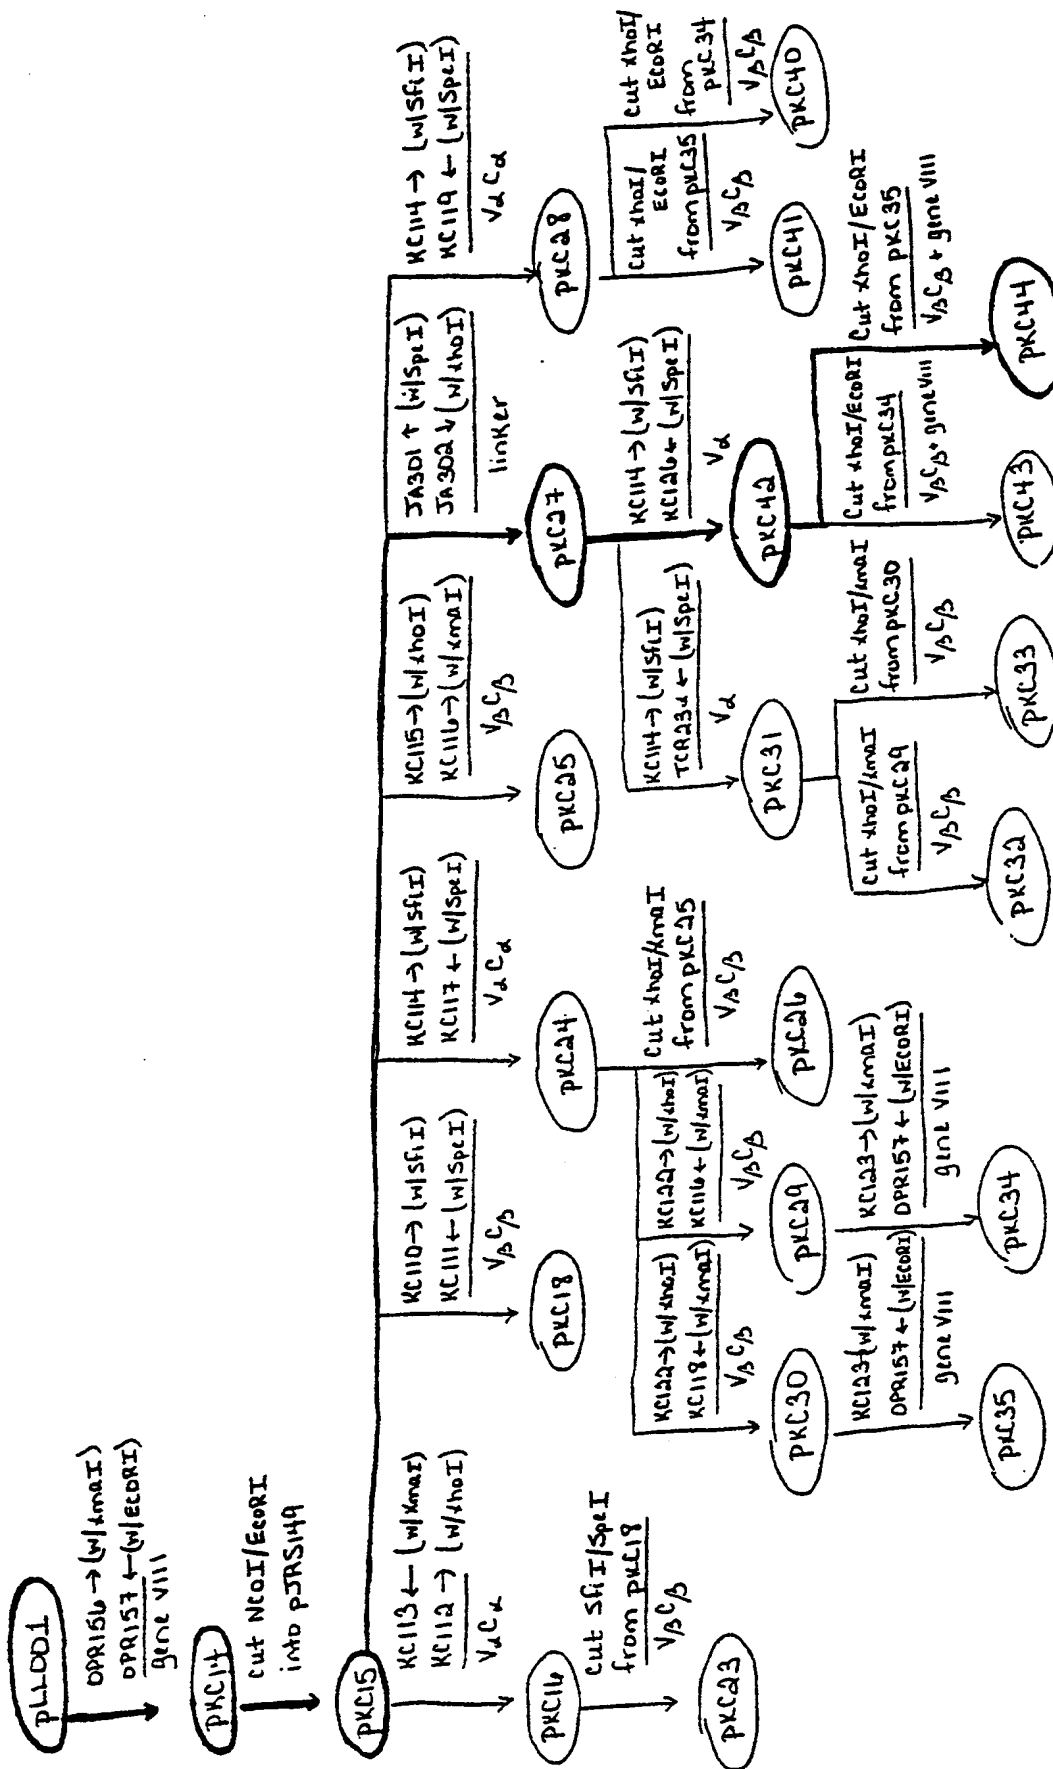 pLLDD1
OPR156→(w/xmaI)
OPR157←(w/ECORI)
gene VIII
pKC14
cut NcoI/EcoRI
into pJRS149
pKC15
KC113 ← (w/xmaI)
KC112 → (w/xhoI)
VαCα
pKC16
Cut SfiI/SpeI
from pKC18
VβCβ
pKC23
KC110→(w/SfiI)
KC111←(w/SpeI)
VβCβ
pKC18
KC114→(w/SfiI)
KC117←(w/SpeI)
VαCα
pKC24
KC122→(w/xhoI)
KC118←(w/xmaI)
VβCβ
pKC30
KC123→(w/xmaI)
OPR157←(w/ECORI)
gene VIII
pKC35
KC122→(w/xhoI)
KC116←(w/xmaI)
VβCβ
pKC29
KC123→(w/xmaI)
OPR157←(w/ECORI)
gene VIII
pKC34
Cut xhoI/xmaI
from pKC25
VβCβ
pKC26
KC115→(w/xhoI)
KC116→(w/xmaI)
VβCβ
pKC25
JA301 ↑ (w/SpeI)
JA302 ↓ (w/xhoI)
linker
pKC27
KC114→(w/SfiI)
TCR23α←(w/SpeI)
Vα
pKC31
Cut xhoI/xmaI
from pKC29
VβCβ
pKC32
Cut xhoI/xmaI
from pKC30
VβCβ
pKC33
KC114→(w/SfiI)
KC126←(w/SpeI)
Vα
pKC42
Cut xhoI/ECORI
from pKC34
VβCβ+gene VIII
pKC43
Cut xhoI/ECORI
from pKC35
VβCβ + gene VIII
pKC44
KC114→ (w/SfiI)
KC119 ← (w/SpeI)
VαCα
pKC28
Cut xhoI/
ECORI
from pKC35
VβCβ
pKC41
Cut xhoI/
ECORI
from
pKC34
VβCβ
pKC40